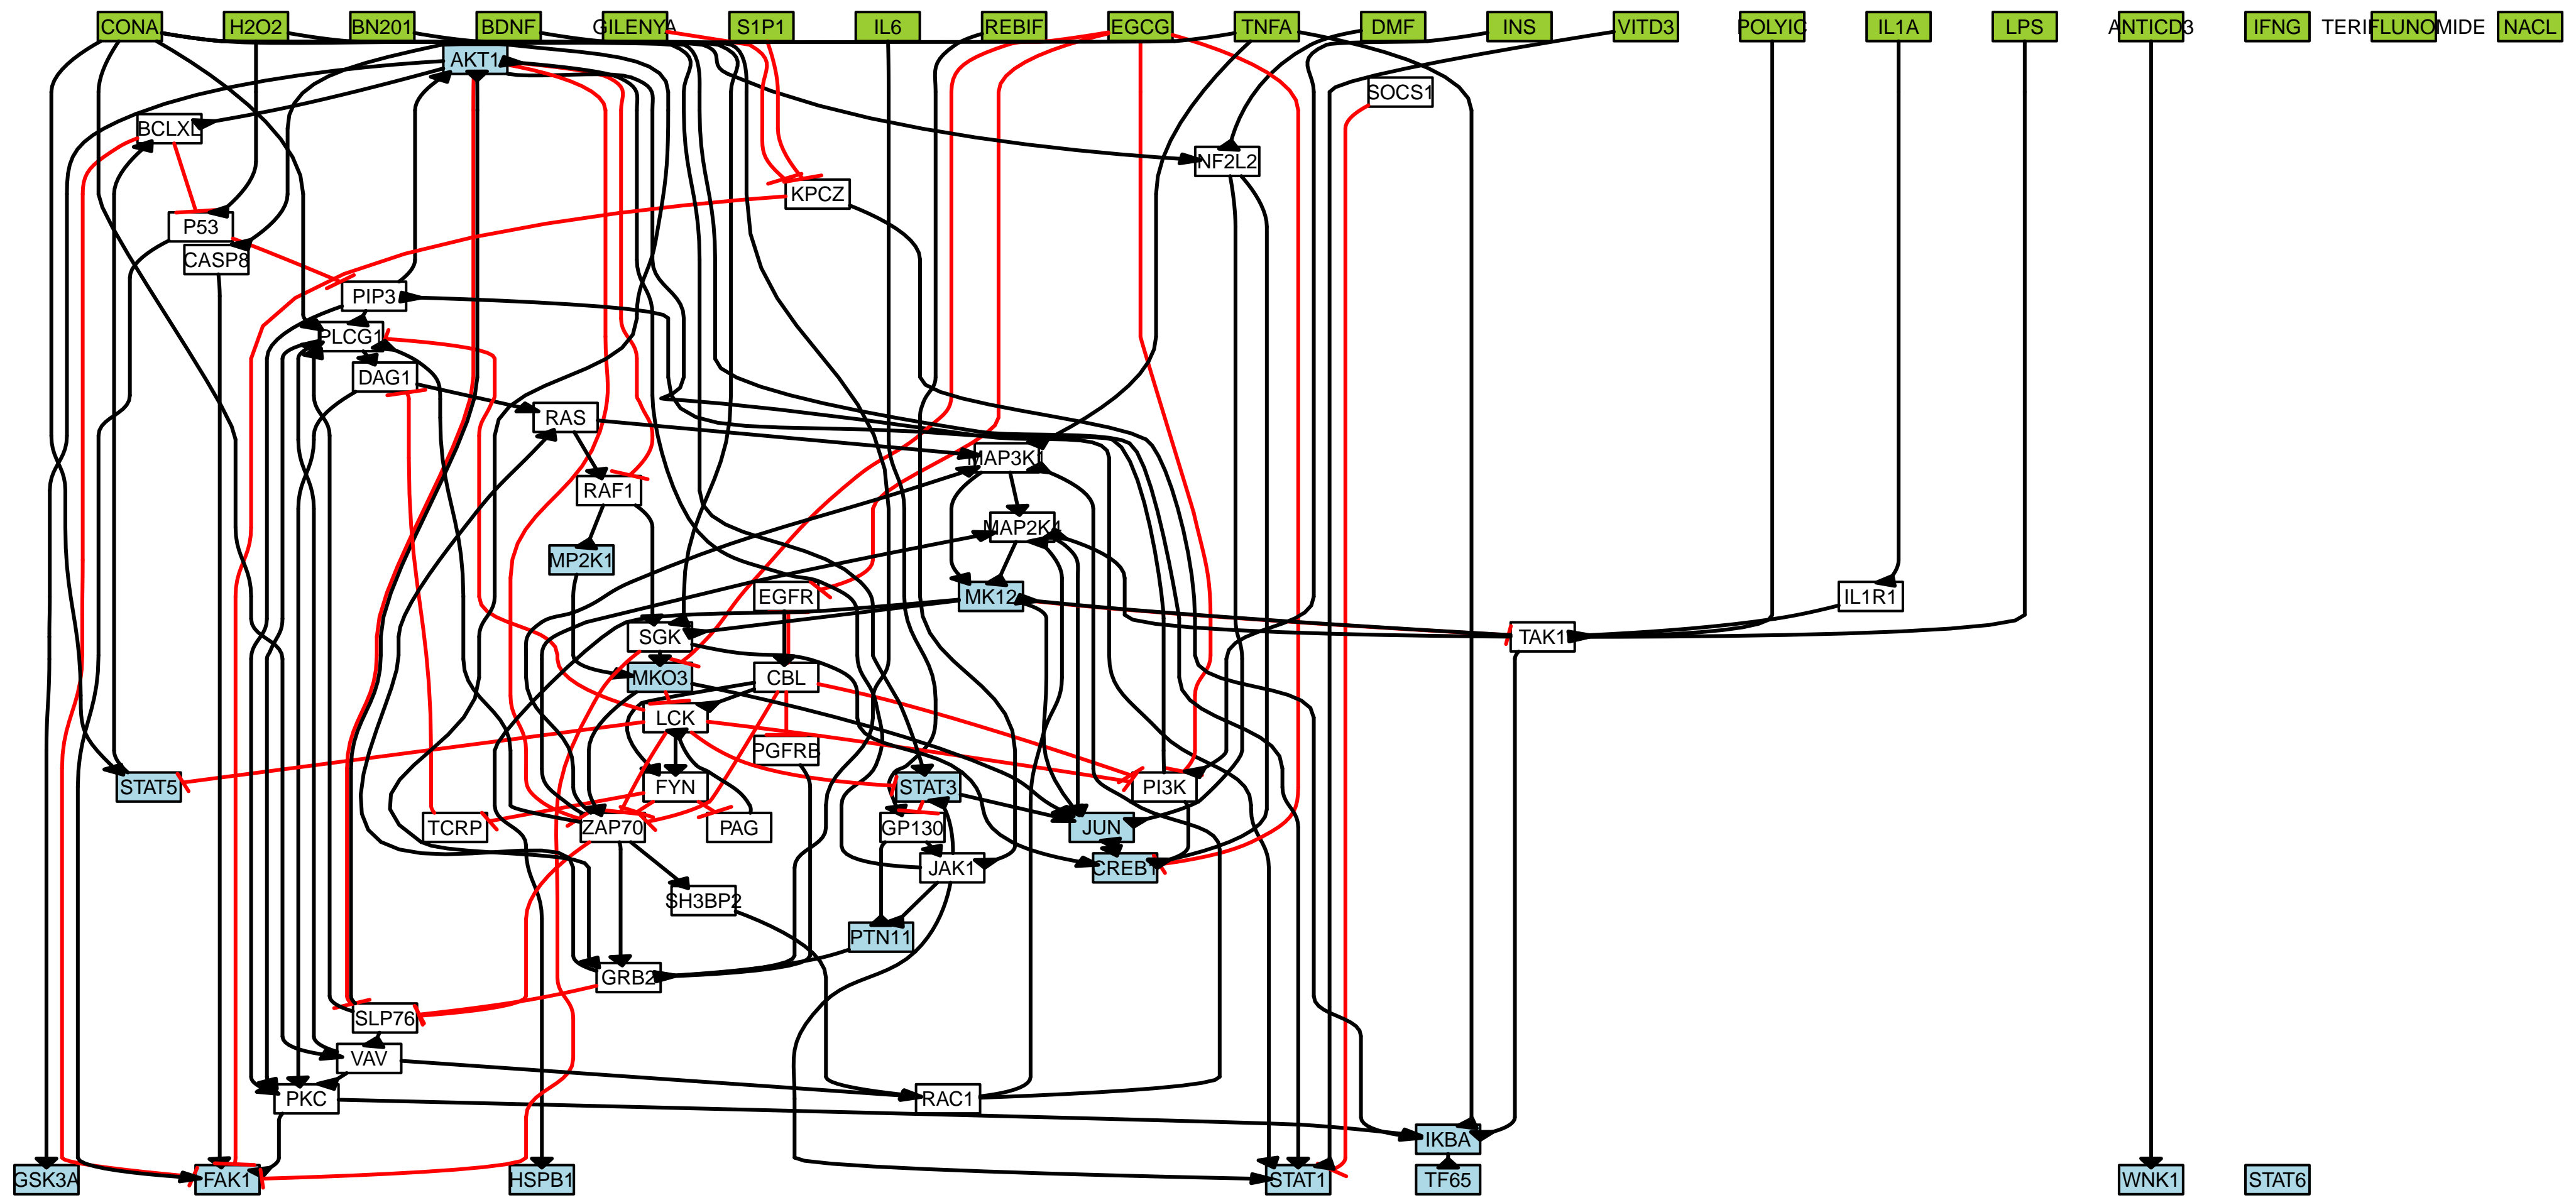 CONA
H2O2
BN201
BDNF
GILENYA
S1P1
IL6
REBIF
EGCG
TNFA
DMF
INS
VITD3
POLYIC
IL1A
LPS
ANTICD3
IFNG
TERIFLUNOMIDE
NACL
AKT1
SOCS1
BCLXL
NF2L2
KPCZ
P53
CASP8
PIP3
PLCG1
DAG1
RAS
MAP3K1
RAF1
MAP2K4
MP2K1
EGFR
MK12
IL1R1
SGK
TAK1
MKO3
CBL
LCK
PGFRB
STAT5
FYN
STAT3
PI3K
TCRP
ZAP70
PAG
GP130
JUN
JAK1
CREB1
SH3BP2
PTN11
GRB2
SLP76
VAV
PKC
RAC1
IKBA
GSK3A
FAK1
HSPB1
STAT1
TF65
WNK1
STAT6